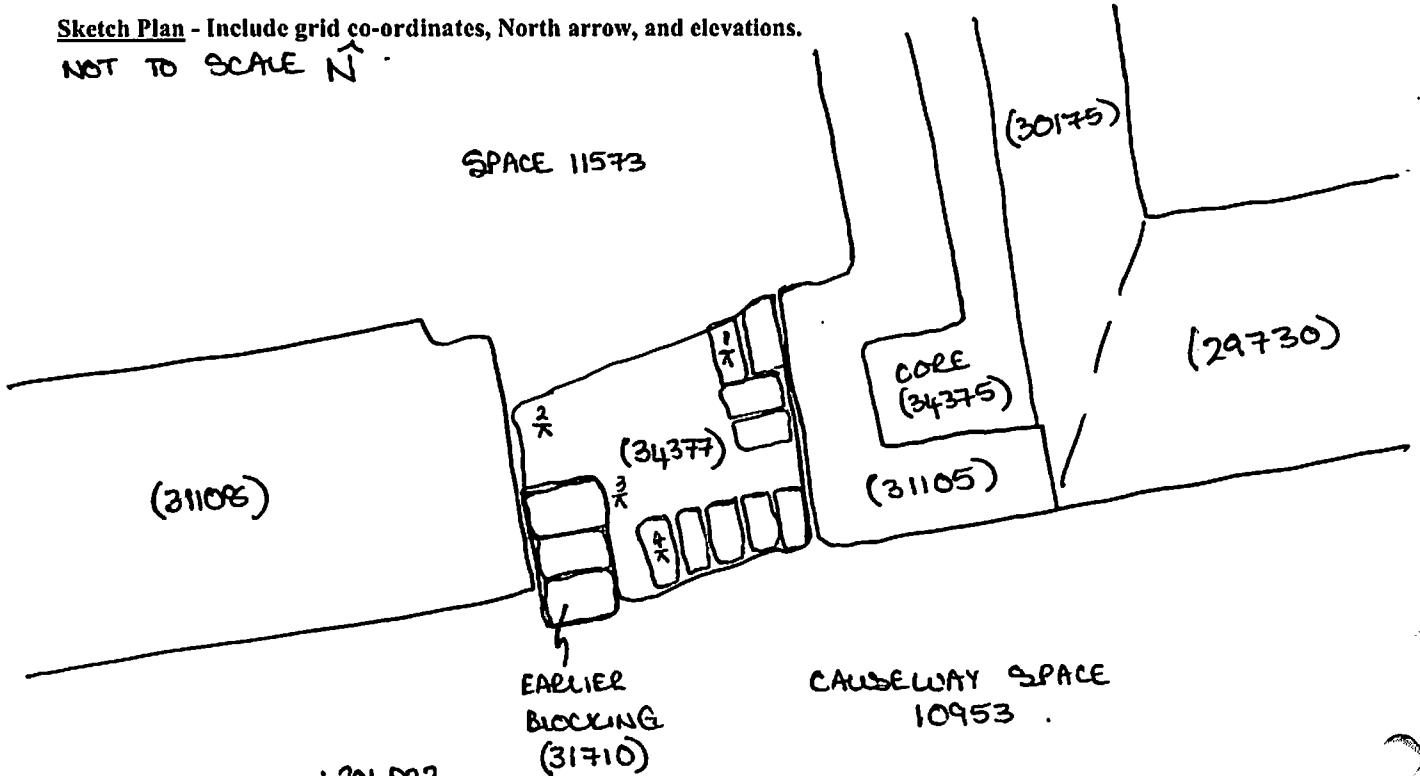 Sketch Plan - Include grid co-ordinates, North arrow, and elevations.
NOT TO SCALE N
SPACE 11573
(30175)
(29730)
CORE
(34375)
(31105)
(34377)
1
2
3
4
EARLIER
BLOCKING
(31710)
CAUSEWAY SPACE
10953